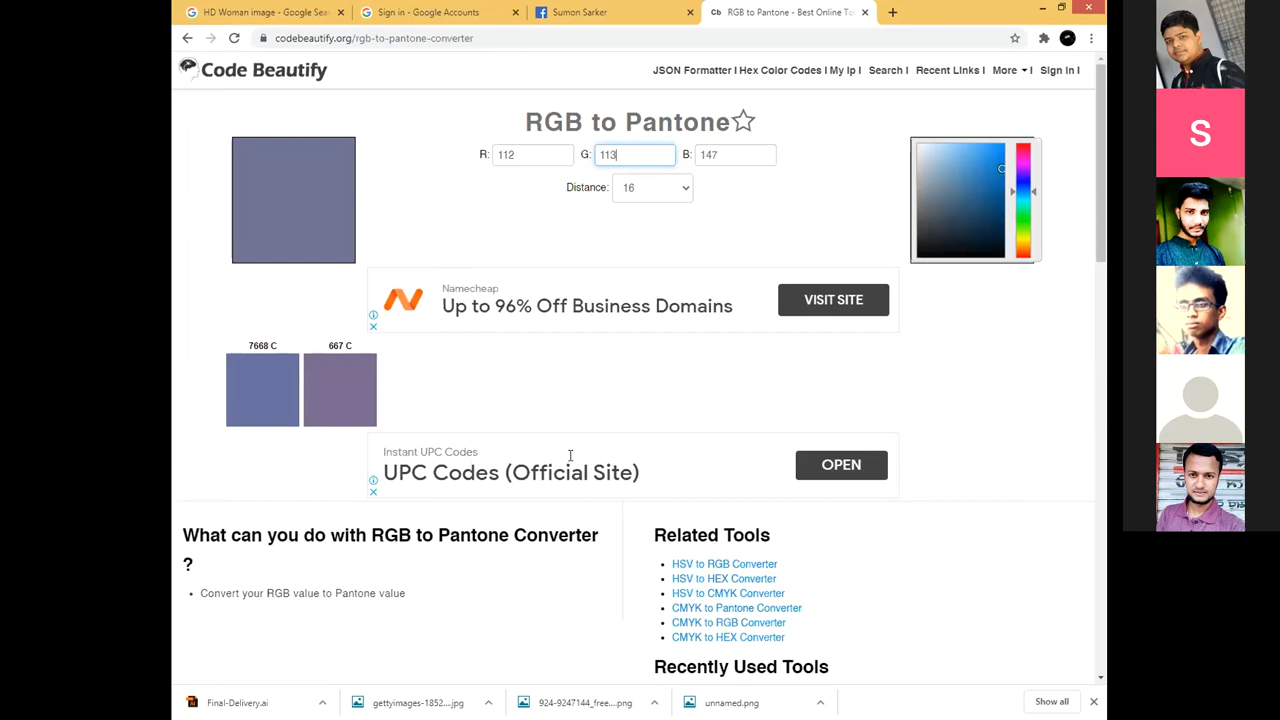 HD Woman image - Google Sea
Sign in - Google Accounts
Sumon Sarker
Cb RGB to Pantone - Best Online To
codebeautify.org/rgb-to-pantone-converter
Code Beautify
JSON Formatter I Hex Color Codes I My Ip I Search I Recent Links I More I Sign In I
RGB to Pantone
R: 112 G: 113 B: 147
Distance: 16
Namecheap
Up to 96% Off Business Domains
VISIT SITE
7668 C 667 C
Instant UPC Codes
UPC Codes (Official Site)
OPEN
What can you do with RGB to Pantone Converter
?
Convert your RGB value to Pantone value
Related Tools
HSV to RGB Converter
HSV to HEX Converter
HSV to CMYK Converter
CMYK to Pantone Converter
CMYK to RGB Converter
CMYK to HEX Converter
Recently Used Tools
Final-Delivery.ai
gettyimages-1852....jpg
924-9247144_free....png
unnamed.png
Show all
S